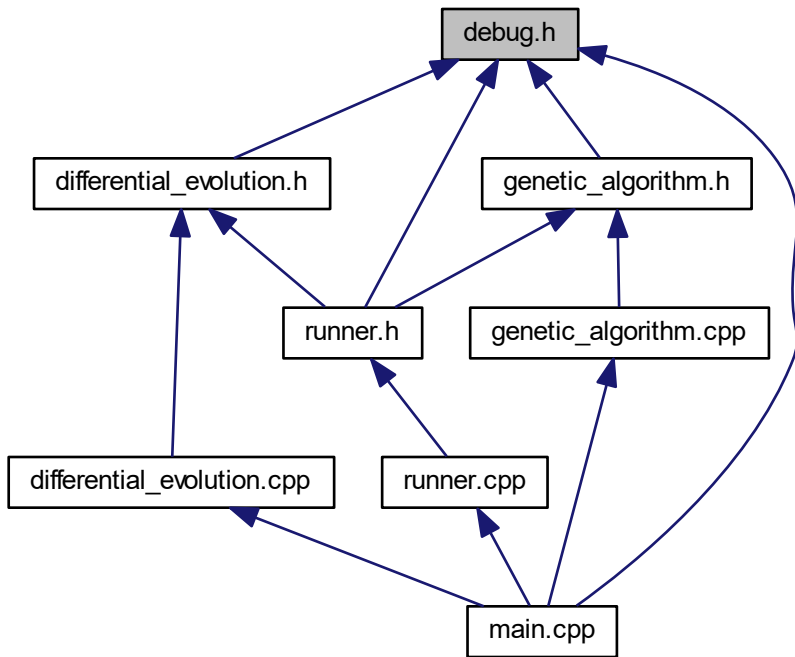 debug.h
differential_evolution.h
genetic_algorithm.h
runner.h
genetic_algorithm.cpp
differential_evolution.cpp
runner.cpp
main.cpp